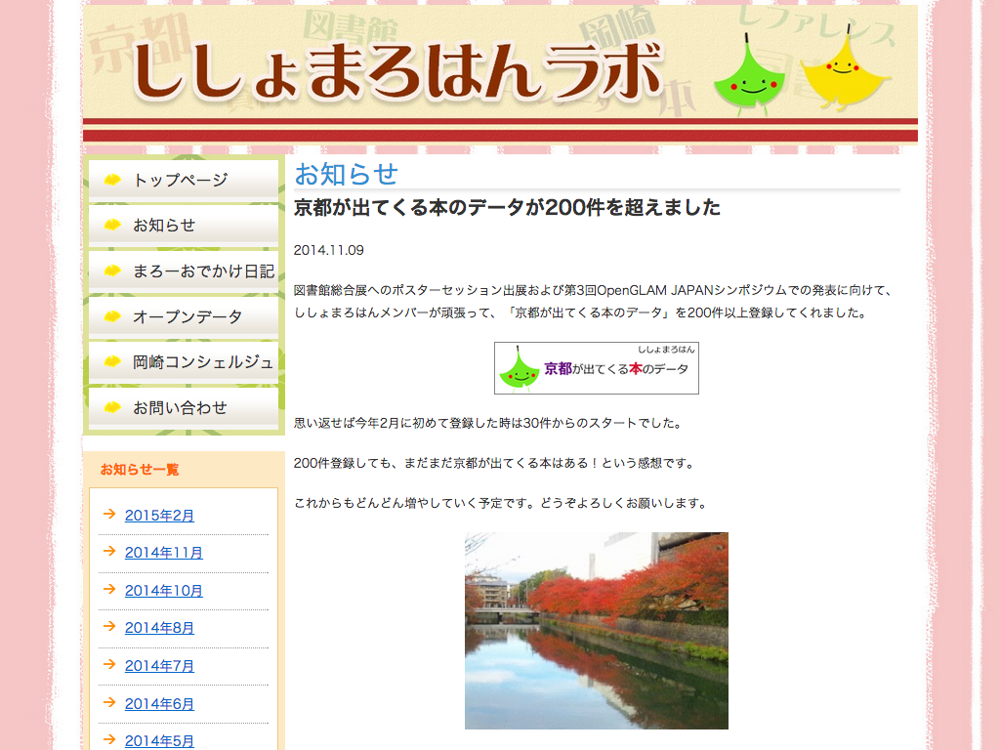 京都
図書館
岡崎
レファレンス
ししょまろはんラボ
本
トップページ
お知らせ
まろーおでかけ日記
オープンデータ
岡崎コンシェルジュ
お問い合わせ
お知らせ一覧
2015年2月
2014年11月
2014年10月
2014年8月
2014年7月
2014年6月
2014年5月
お知らせ
京都が出てくる本のデータが200件を超えました
2014.11.09
図書館総合展へのポスターセッション出展および第3回OpenGLAM JAPANシンポジウムでの発表に向けて、
ししょまろはんメンバーが頑張って、「京都が出てくる本のデータ」を200件以上登録してくれました。
ししょまろはん
京都が出てくる本のデータ
思い返せば今年2月に初めて登録した時は30件からのスタートでした。
200件登録しても、まだまだ京都が出てくる本はある！という感想です。
これからもどんどん増やしていく予定です。どうぞよろしくお願いします。